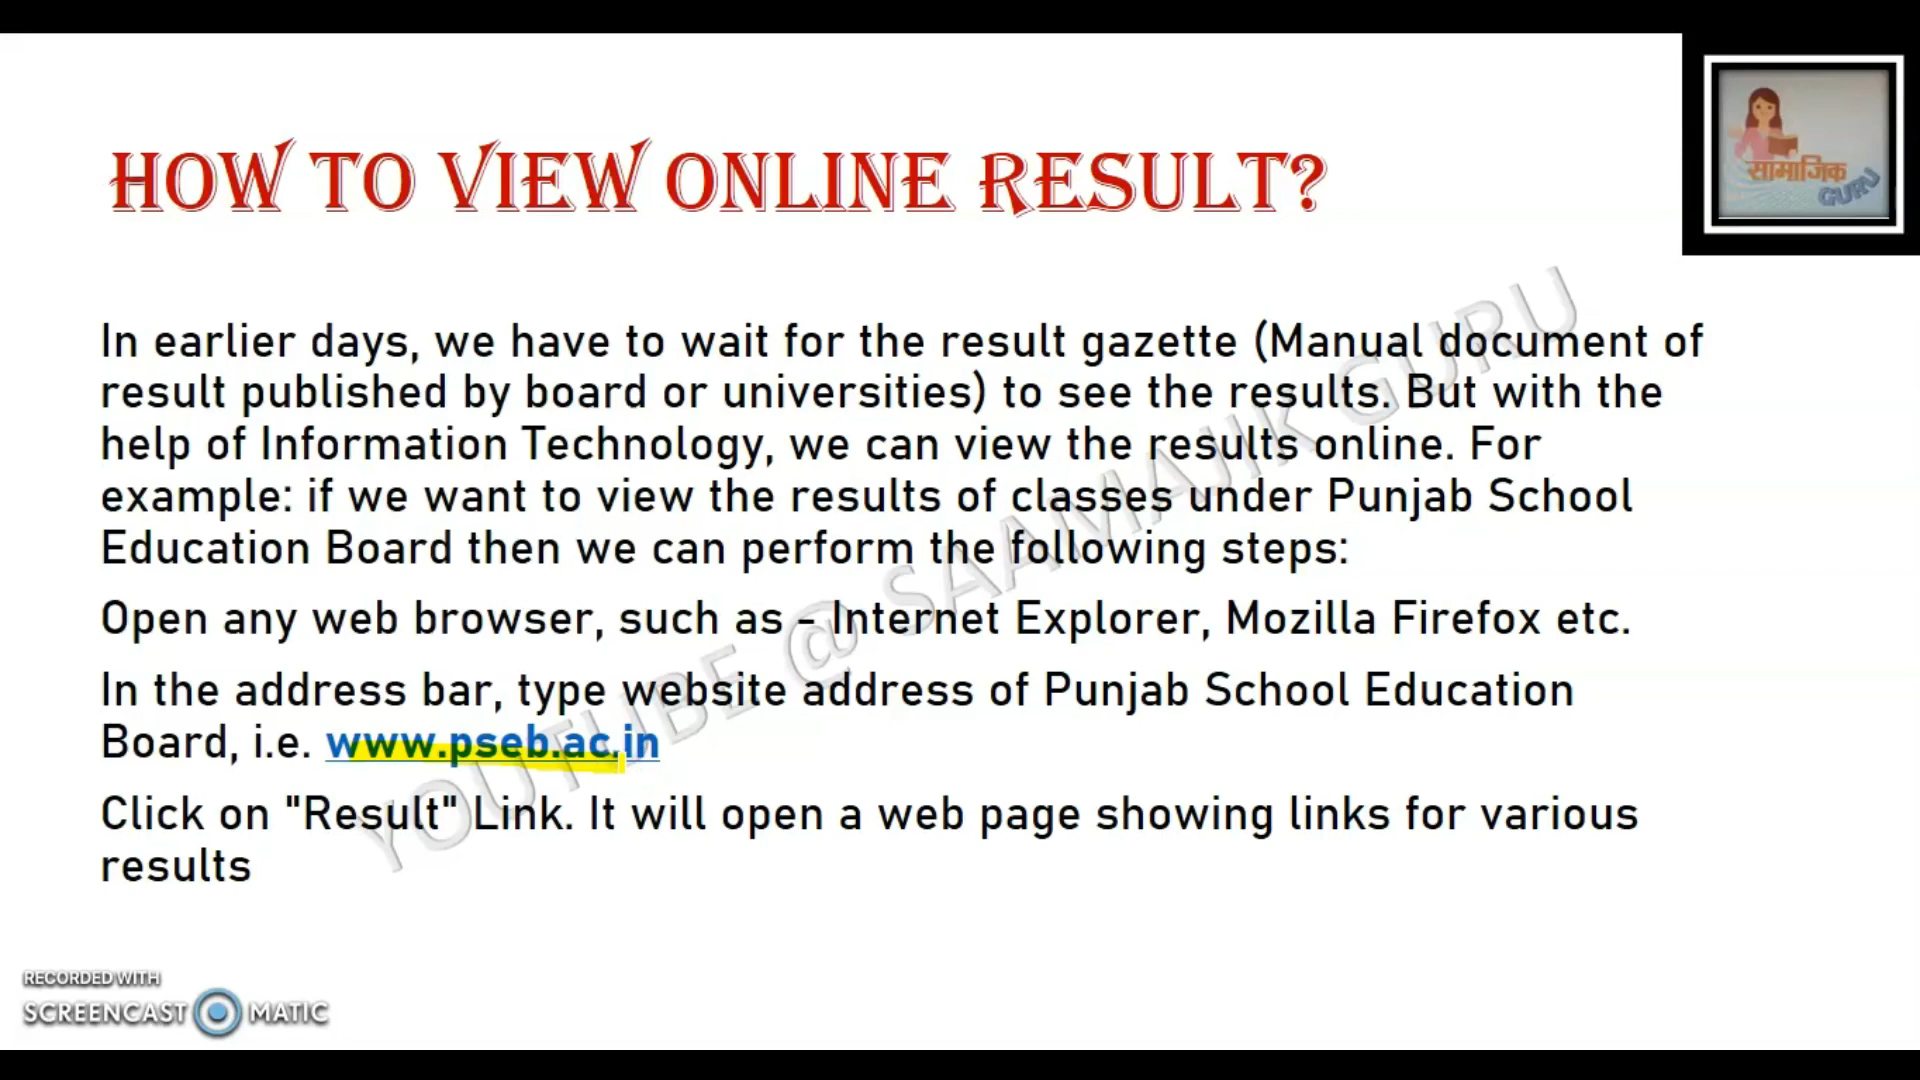 HOW TO VIEW ONLINE RESULT?
सामाजिक
GURU
In earlier days, we have to wait for the result gazette (Manual document of
result published by board or universities) to see the results. But with the
help of Information Technology, we can view the results online. For
example: if we want to view the results of classes under Punjab School
Education Board then we can perform the following steps:
Open any web browser, such as - Internet Explorer, Mozilla Firefox etc.
In the address bar, type website address of Punjab School Education
Board, i.e. www.pseb.ac.in
Click on "Result" Link. It will open a web page showing links for various
results
YOUTUBE @ SAAMAJIK GURU
RECORDED WITH
SCREENCAST MATIC